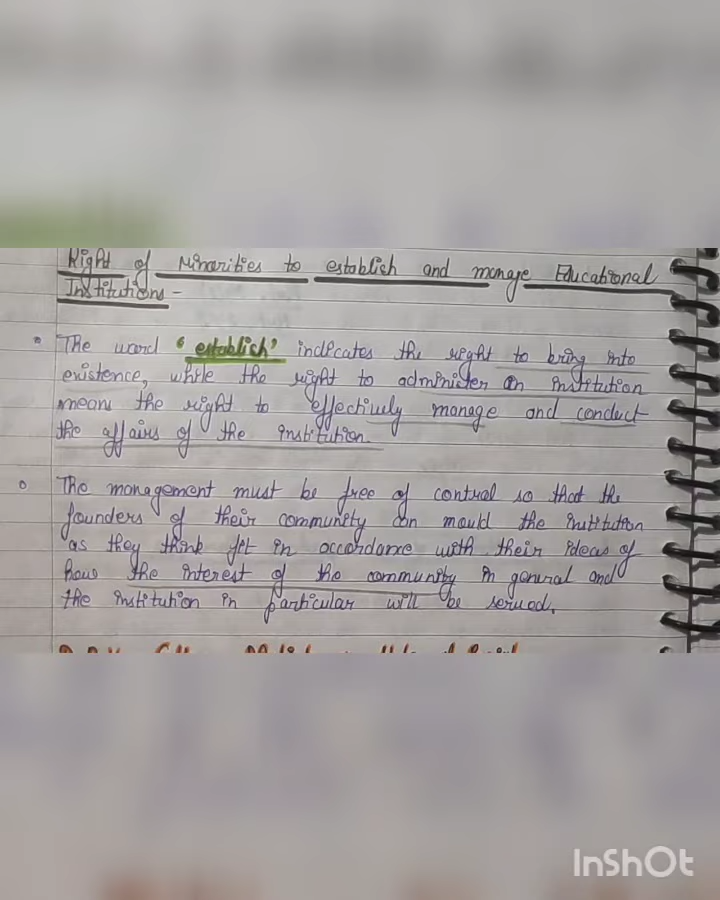 Right of Minorities to establish and manage Educational
Institutions -
The word 'establish' indicates the right to bring into
existence, while the right to administer an institution
means the right to effectively manage and conduct
the affairs of the institution.
The management must be free of control so that the
founders of their community can mould the institution
as they think fit in accordance with their ideas of
how the interest of the community in general and
the institution in particular will be served.
InShOt